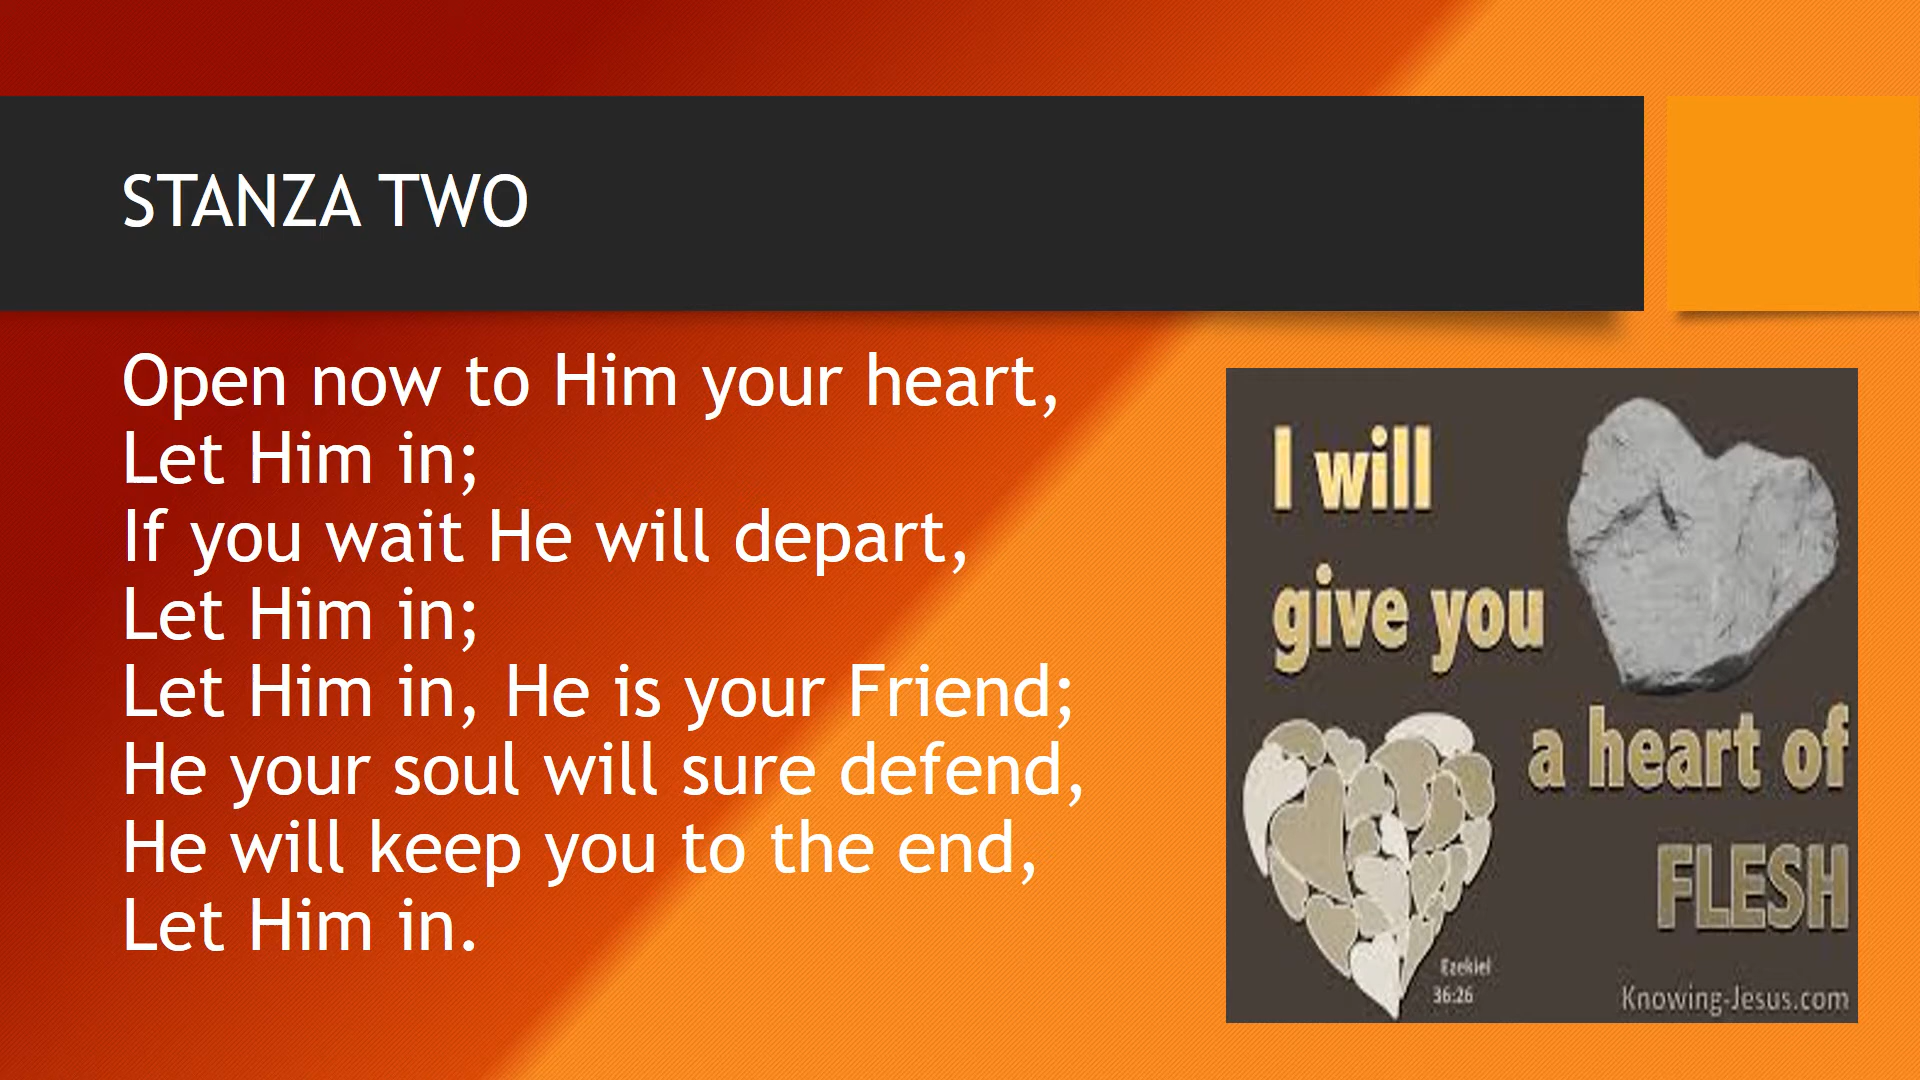 STANZA TWO
Open now to Him your heart,
Let Him in;
If you wait He will depart,
Let Him in;
Let Him in, He is your Friend;
He your soul will sure defend,
He will keep you to the end,
Let Him in.
I will
give you
a heart of
FLESH
Ezekiel
36:26
Knowing-Jesus.com